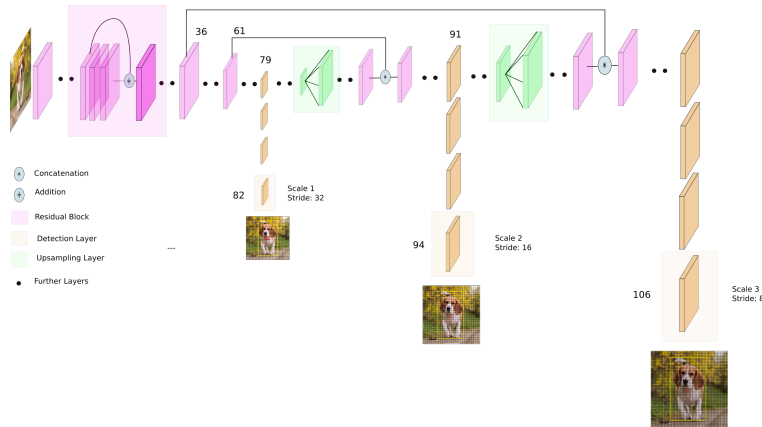 36
61
79
91
Concatenation
Addition
Residual Block
Detection Layer
Upsampling Layer
Further Layers
...
82
Scale 1
Stride: 32
94
Scale 2
Stride: 16
106
Scale 3
Stride: 8